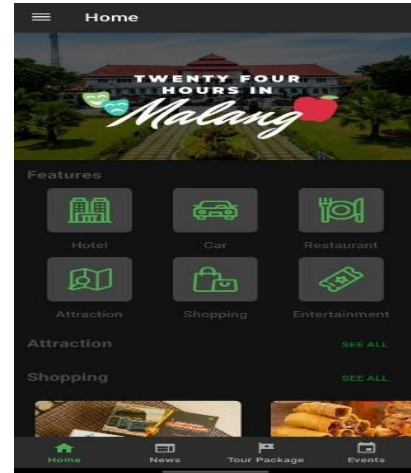 Home
TWENTY FOUR
HOURS IN
Malang
Features
Hotel Car Restaurant
Attraction Shopping Entertainment
Attraction SEE ALL
Shopping SEE ALL
Home News Tour Package Events